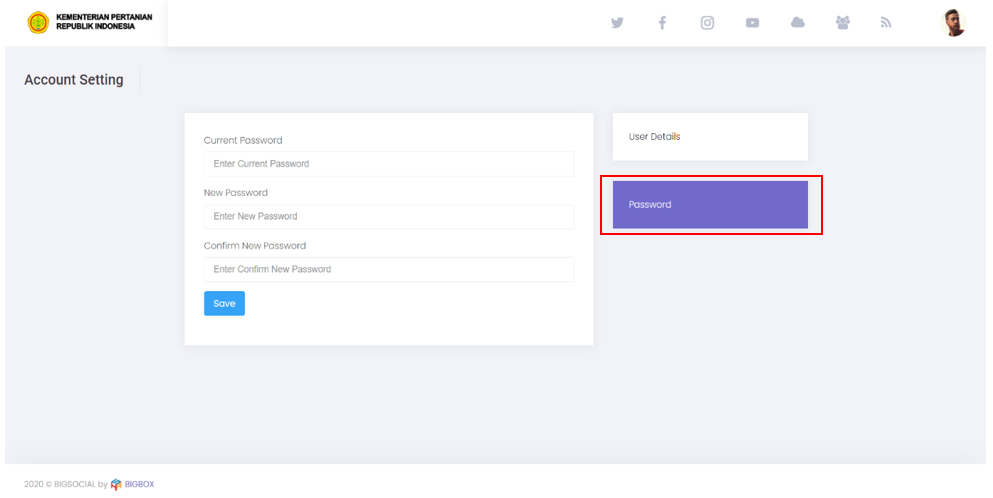 KEMENTERIAN PERTANIAN
REPUBLIK INDONESIA
Account Setting
Current Password
Enter Current Password
New Password
Enter New Password
Confirm New Password
Enter Confirm New Password
Save
User Details
Password
2020 © BIGSOCIAL by BIGBOX